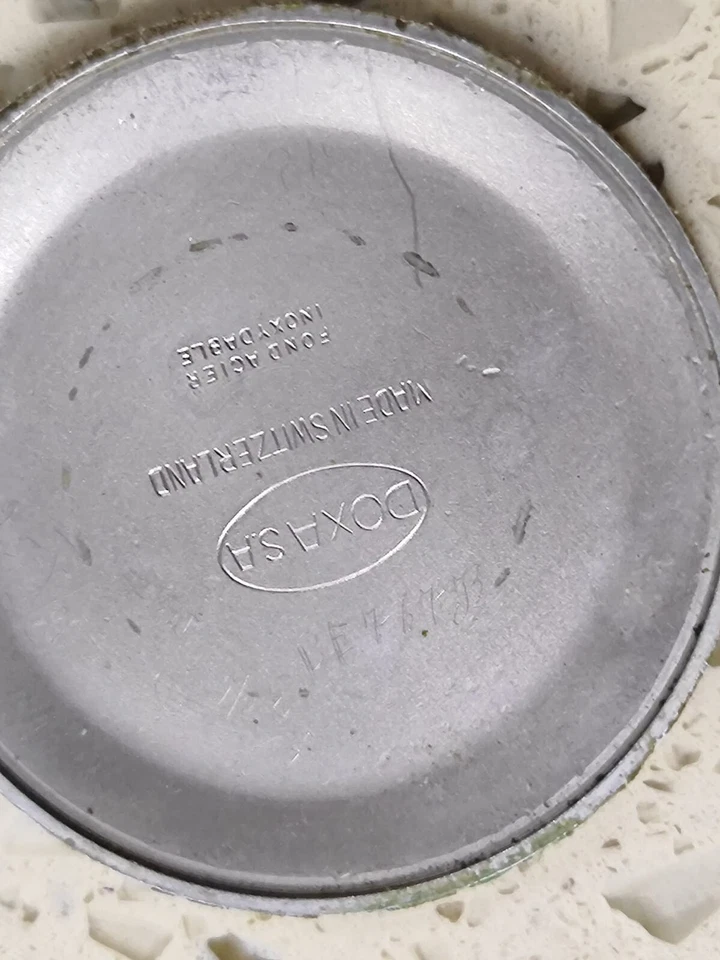 DOXA S.A
MADE IN SWITZERLAND
FOND ACIER
INOXYDABLE